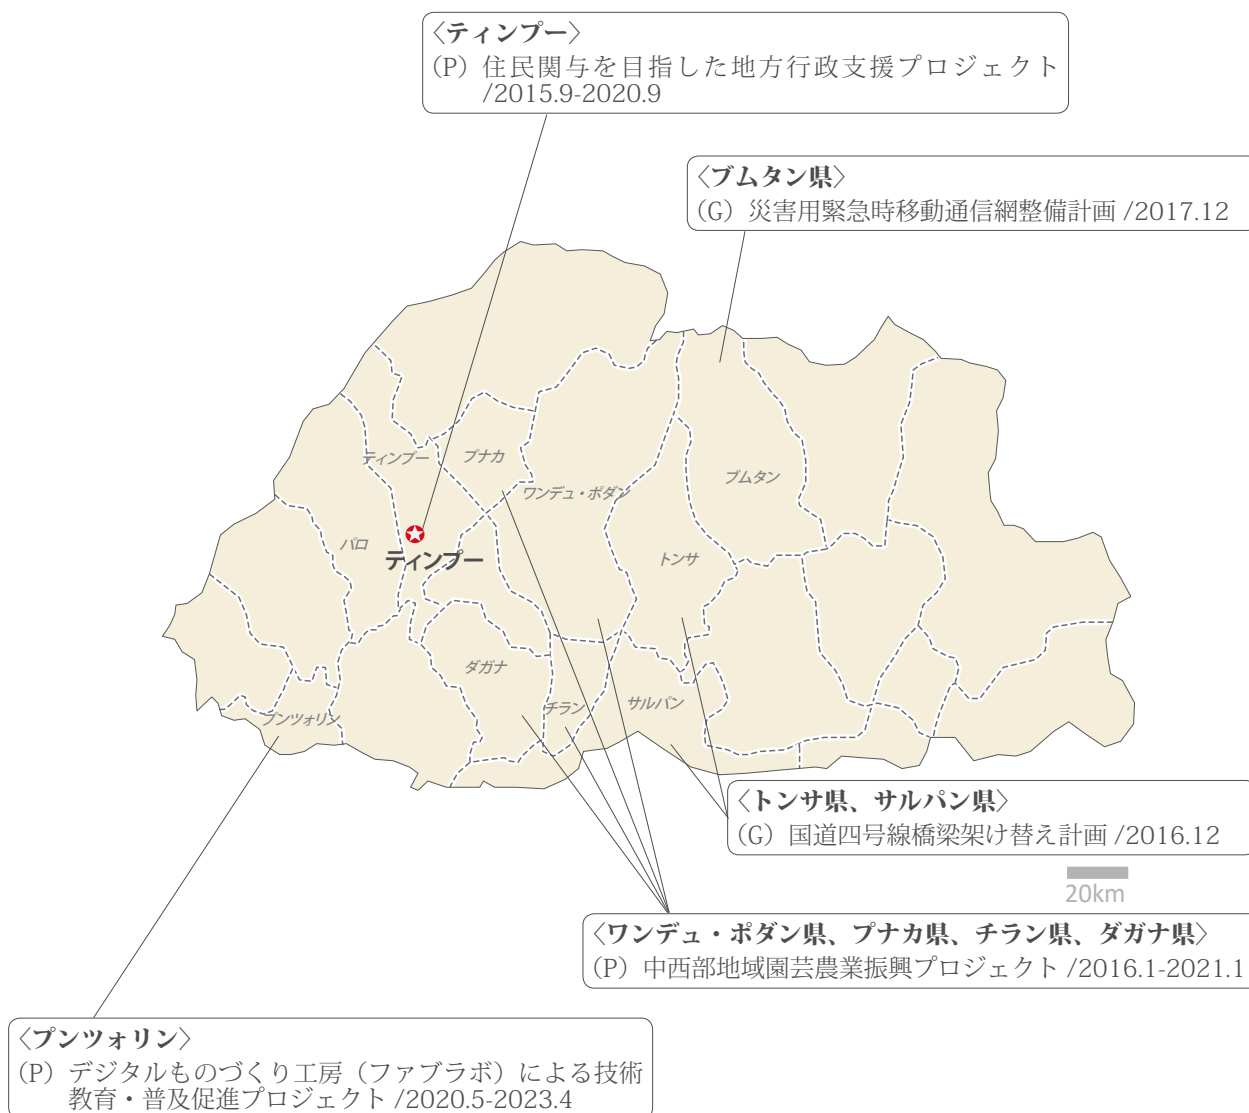 〈ティンプー〉
(P) 住民関与を目指した地方行政支援プロジェクト
/2015.9-2020.9
〈ブムタン県〉
(G) 災害用緊急時移動通信網整備計画 /2017.12
ティンプー
プナカ
ワンデュ・ポダン
ブムタン
パロ
ティンプー
トンサ
ダガナ
チラン
サルパン
プンツォリン
〈トンサ県、サルパン県〉
(G) 国道四号線橋梁架け替え計画 /2016.12
20km
〈ワンデュ・ポダン県、プナカ県、チラン県、ダガナ県〉
(P) 中西部地域園芸農業振興プロジェクト /2016.1-2021.1
〈プンツォリン〉
(P) デジタルものづくり工房（ファブラボ）による技術
教育・普及促進プロジェクト /2020.5-2023.4